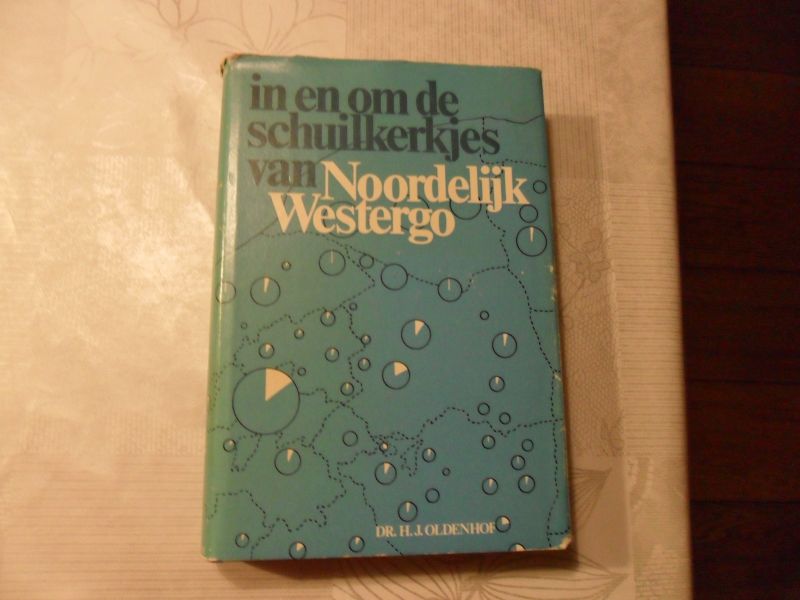 in en om de
schuilkerkjes
van Noordelijk
Westergo
DR. H. J. OLDENHOF